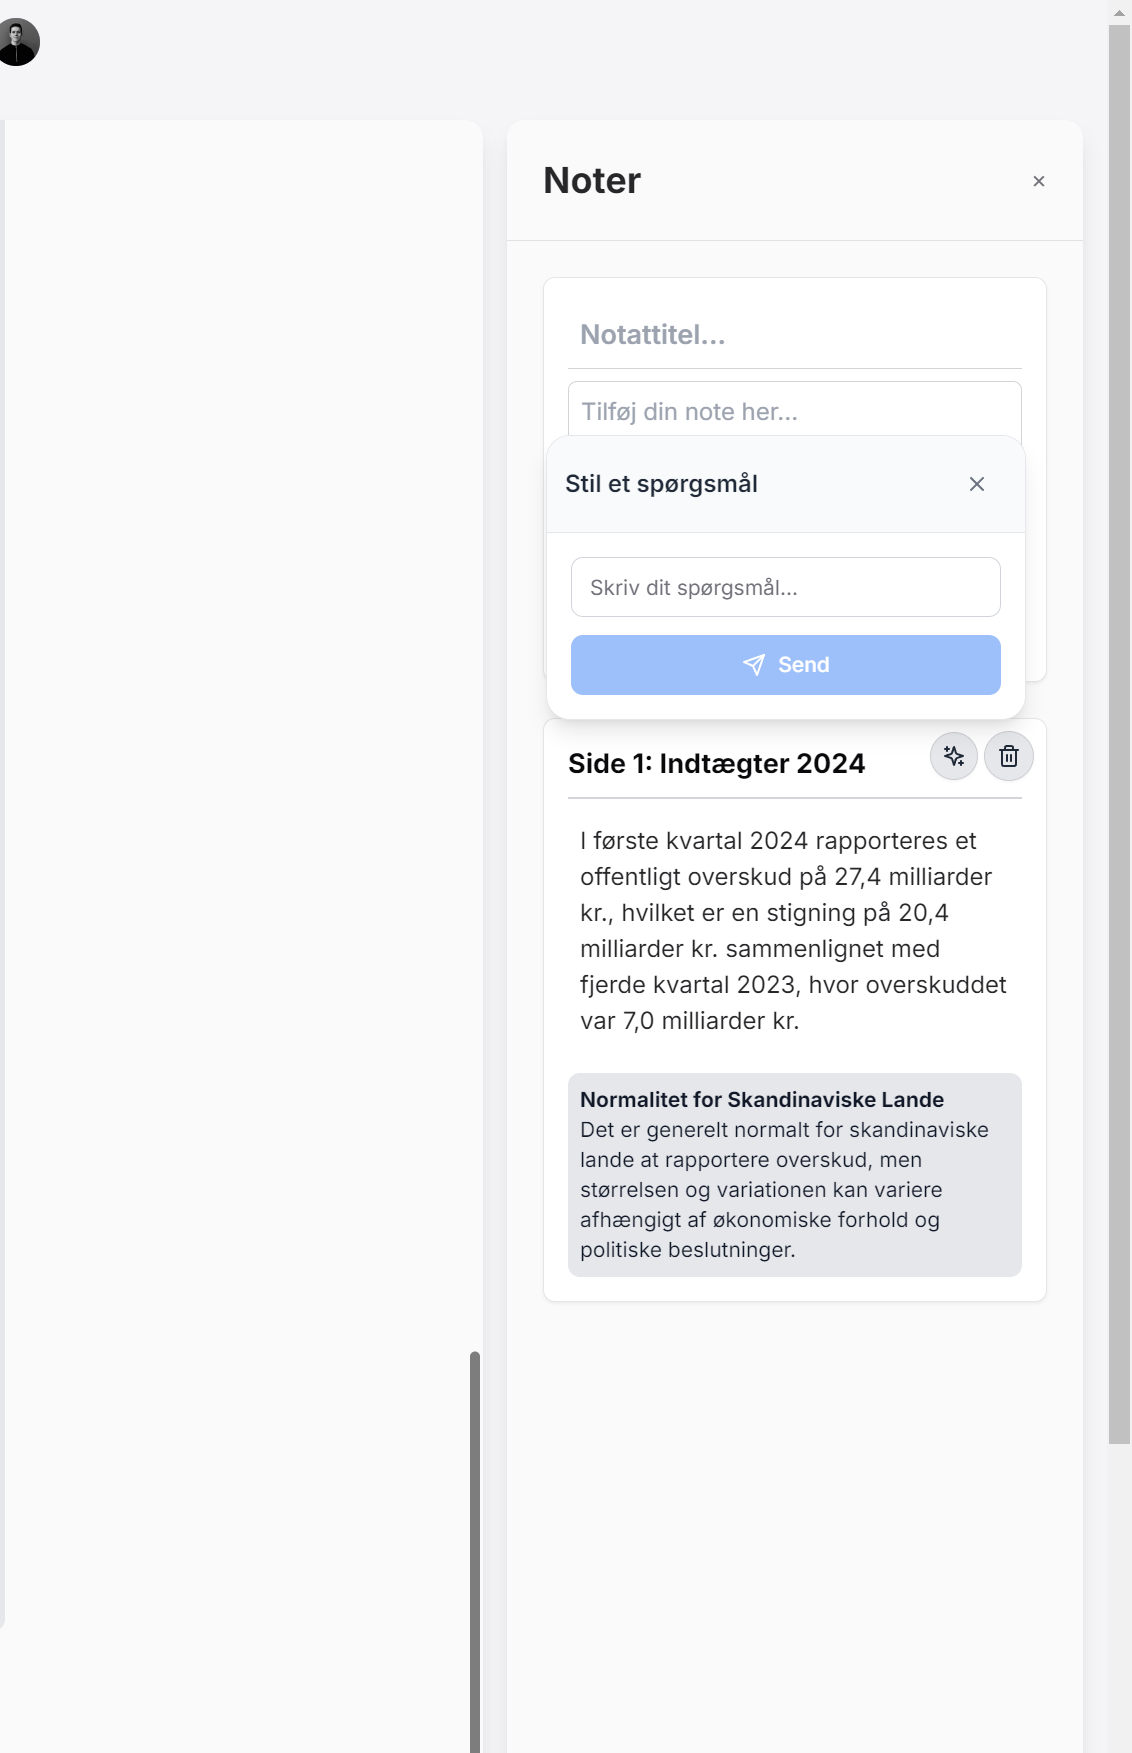 Noter
Notattitel...
Tilføj din note her...
Stil et spørgsmål
Skriv dit spørgsmål...
Send
Side 1: Indtægter 2024
I første kvartal 2024 rapporteres et
offentligt overskud på 27,4 milliarder
kr., hvilket er en stigning på 20,4
milliarder kr. sammenlignet med
fjerde kvartal 2023, hvor overskuddet
var 7,0 milliarder kr.
Normalitet for Skandinaviske Lande
Det er generelt normalt for skandinaviske
lande at rapportere overskud, men
størrelsen og variationen kan variere
afhængigt af økonomiske forhold og
politiske beslutninger.